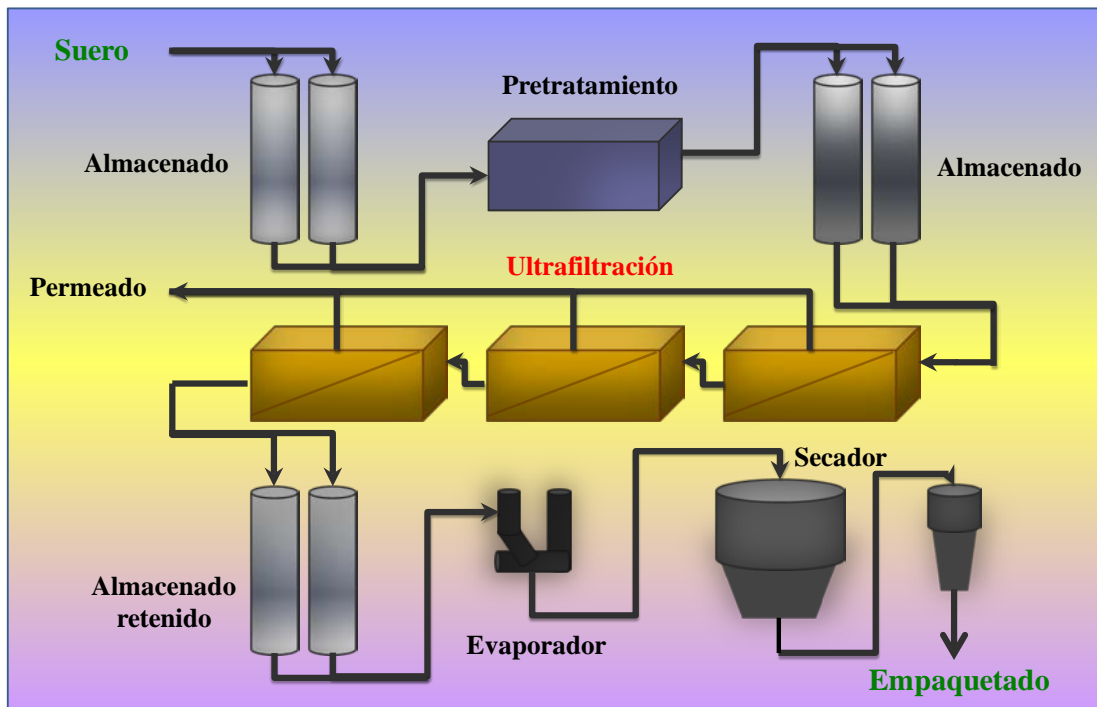 Suero
Pretratamiento
Almacenado
Almacenado
Ultrafiltración
Permeado
Secador
Almacenado
retenido
Evaporador
Empaquetado